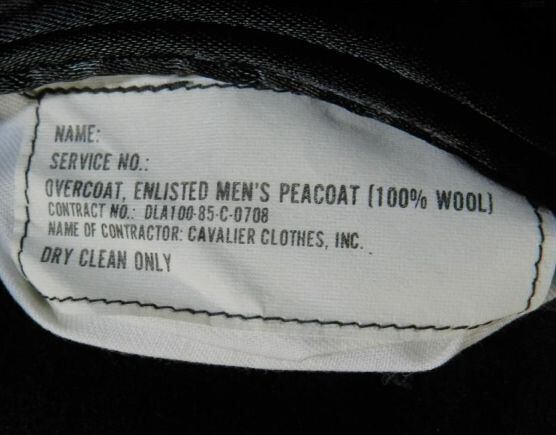 NAME:
SERVICE NO.:
OVERCOAT, ENLISTED MEN'S PEACOAT (100% WOOL)
CONTRACT NO.: DLA100-85-C-0708
NAME OF CONTRACTOR: CAVALIER CLOTHES, INC.
DRY CLEAN ONLY